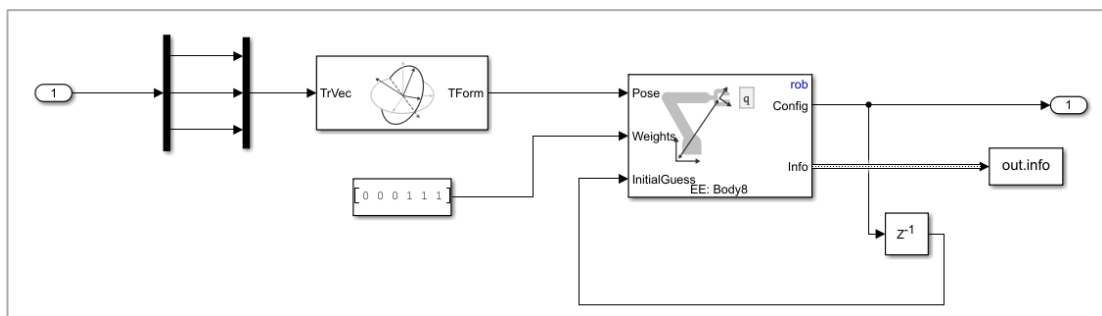 1
TrVec
TForm
[0 0 0 1 1 1]
Pose
Weights
InitialGuess
q
rob
Config
Info
EE: Body8
1
out.info
z-1